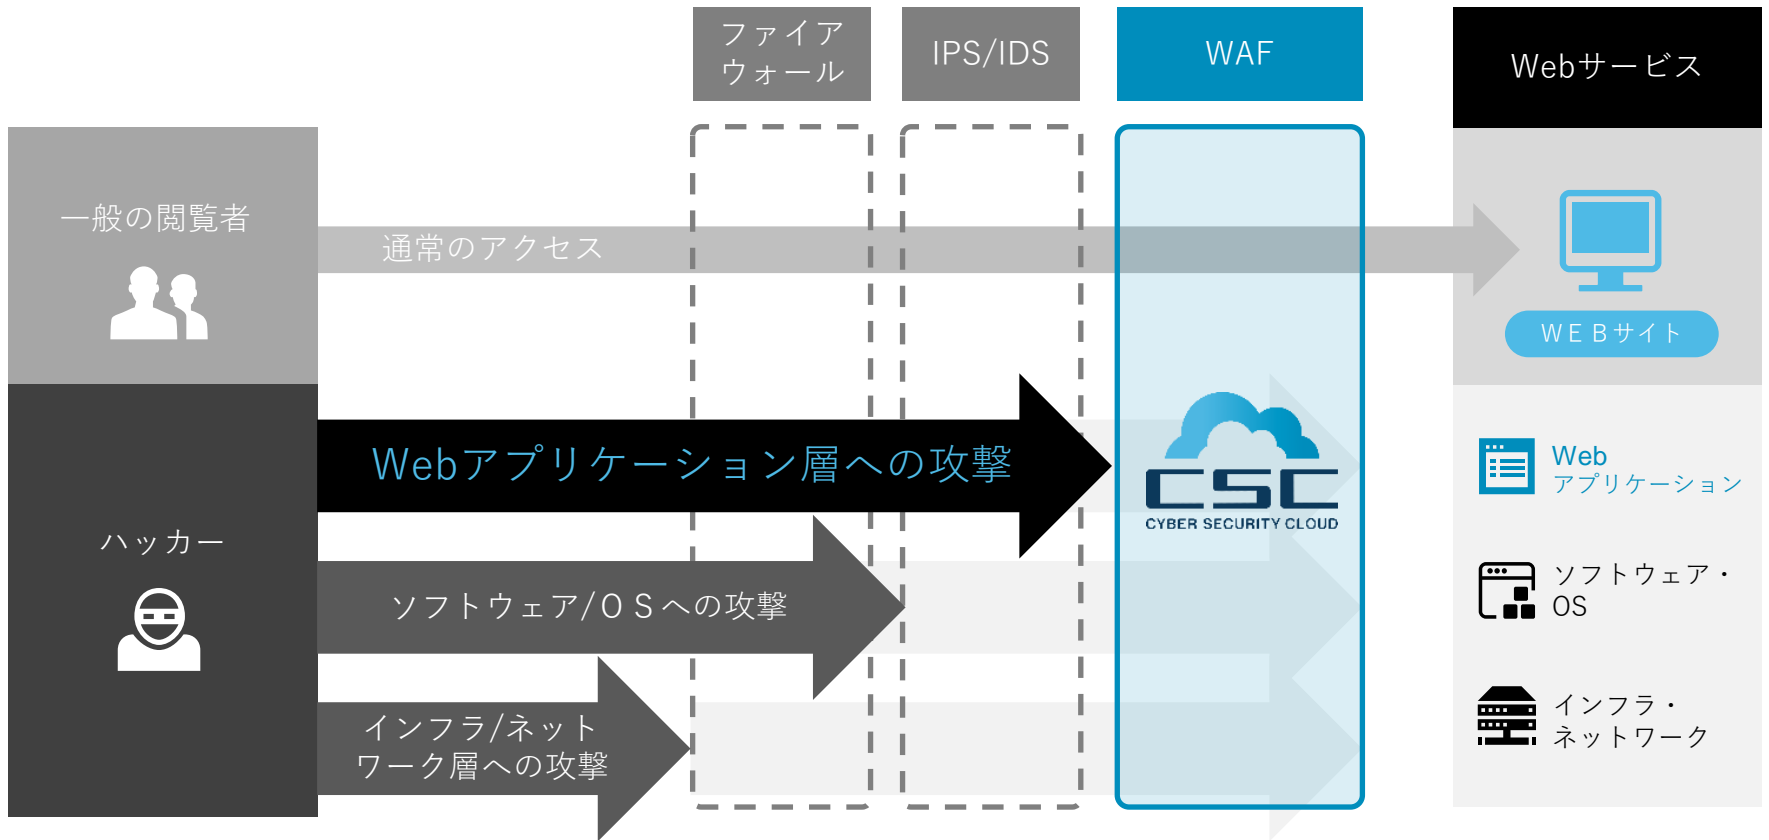 ファイア
ウォール
IPS/IDS
WAF
Webサービス
一般の閲覧者
通常のアクセス
WEBサイト
Webアプリケーション層への攻撃
CSC
CYBER SECURITY CLOUD
Web
アプリケーション
ハッカー
ソフトウェア/OSへの攻撃
ソフトウェア・
OS
インフラ/ネット
ワーク層への攻撃
インフラ・
ネットワーク